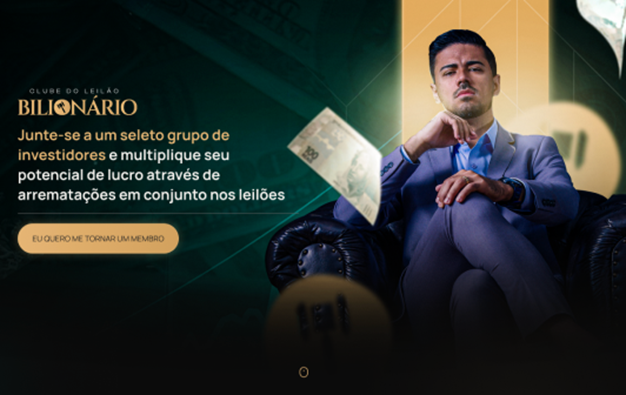 CLUBE DO LEILÃO
BILIONÁRIO
Junte-se a um seleto grupo de
investidores e multiplique seu
potencial de lucro através de
arrematações em conjunto nos leilões
EU QUERO ME TORNAR UM MEMBRO
100